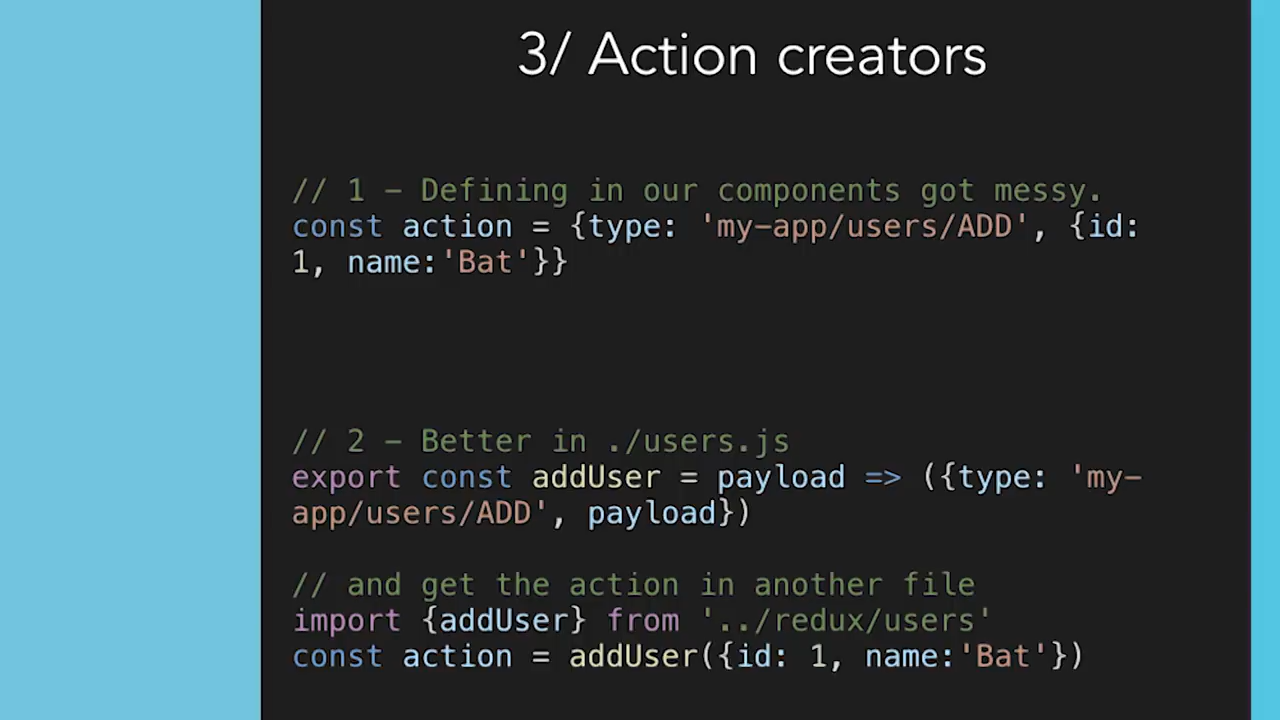 3/ Action creators
// 1 – Defining in our components got messy.
const action = {type: 'my-app/users/ADD', {id:
1, name:'Bat'}}
// 2 – Better in ./users.js
export const addUser = payload => ({type: 'my-
app/users/ADD', payload})
// and get the action in another file
import {addUser} from '../redux/users'
const action = addUser({id: 1, name:'Bat'})